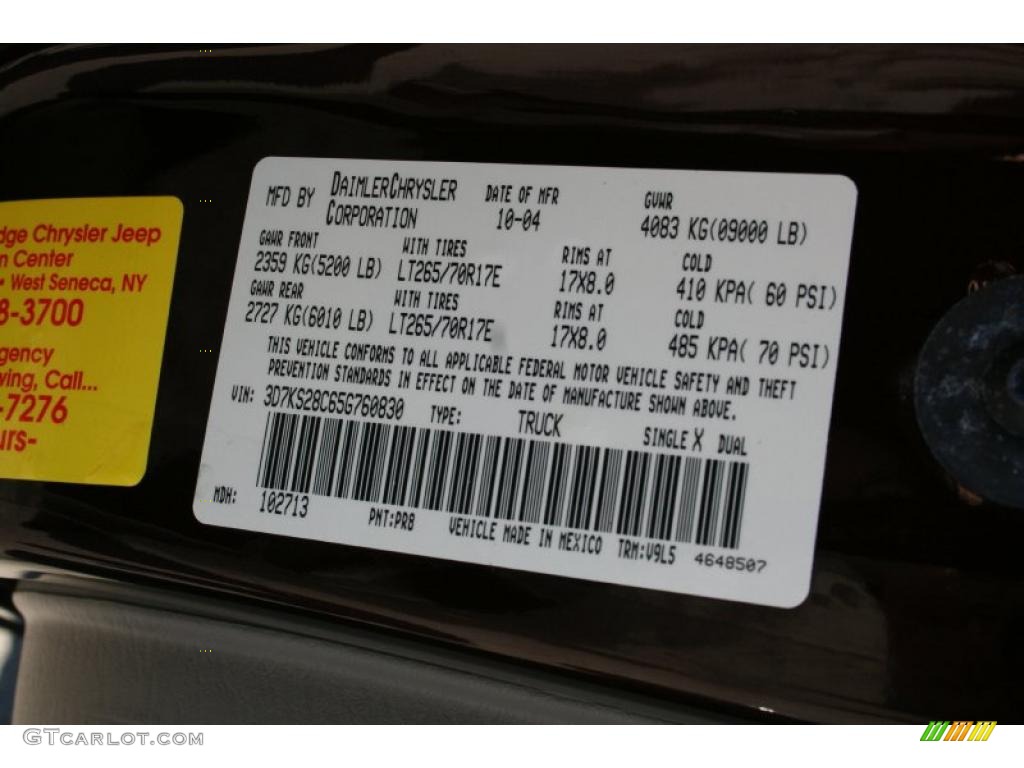 dge Chrysler Jeep
n Center
• West Seneca, NY
8-3700
gency
wing, Call...
-7276
urs-
MFD BY DAIMLERCHRYSLER CORPORATION DATE OF MFR 10-04 GVWR 4083 KG(09000 LB)
GAWR FRONT WITH TIRES RIMS AT COLD
2359 KG(5200 LB) LT265/70R17E 17X8.0 410 KPA( 60 PSI)
GAWR REAR WITH TIRES RIMS AT COLD
2727 KG(6010 LB) LT265/70R17E 17X8.0 485 KPA( 70 PSI)
THIS VEHICLE CONFORMS TO ALL APPLICABLE FEDERAL MOTOR VEHICLE SAFETY AND THEFT
PREVENTION STANDARDS IN EFFECT ON THE DATE OF MANUFACTURE SHOWN ABOVE.
VIN: 3D7KS28C65G760830 TYPE: TRUCK SINGLE X DUAL
MDH: 102713 PNT:PR8 VEHICLE MADE IN MEXICO TRM:V9L5 4648507
GTCarlot.com